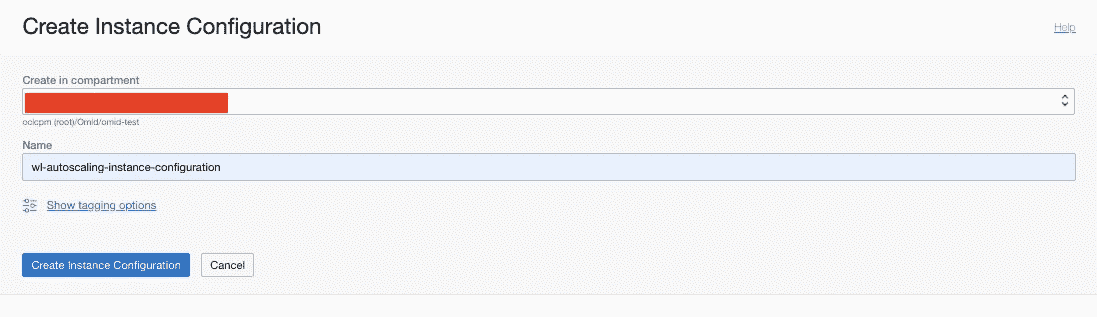 Create Instance Configuration
Help
Create in compartment
ocicpm (root)/Omid/omid-test
Name
wl-autoscaling-instance-configuration
Show tagging options
Create Instance Configuration Cancel